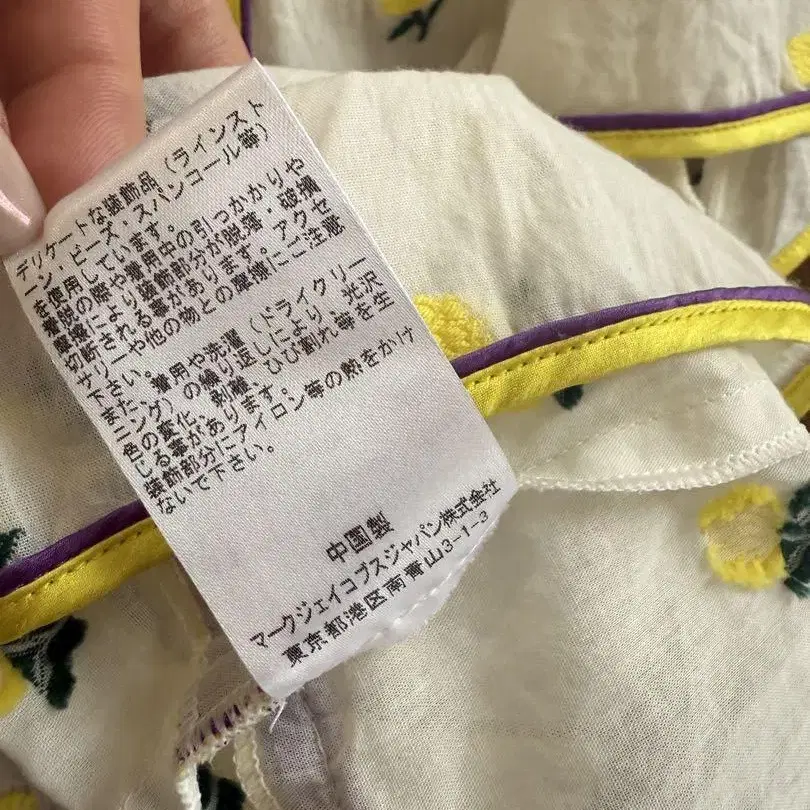 デリケートな装飾品（ラインスト
ーン・ビーズ・スパンコール等）
を使用しています。
着脱の際や着用中の引っかかりや
摩擦により装飾部分が脱落・破損
切断される事があります。アクセ
サリーや他の物との摩擦にご注意
下さい。
また、着用や洗濯（ドライクリー
ニング）の繰り返しにより、光沢
色の変化、剥離、ひび割れ等を生
じる事があります。
装飾部分にアイロン等の熱をかけ
ないで下さい。
中国製
マークジェイコブスジャパン株式会社
東京都港区南青山3-1-3